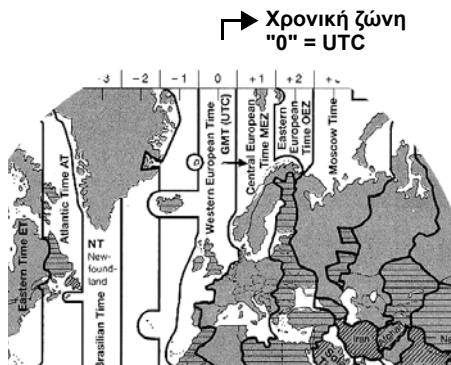 Χρονική ζώνη
"0" = UTC
-3 -2 -1 0 +1 +2
Eastern Time ET
Atlantic Time AT
NT
New-
found-
land
Brasilian Time
Western European Time
GMT (UTC)
Central European
Time MEZ
Eastern
European
Time OEZ
Moscow Time
Iran